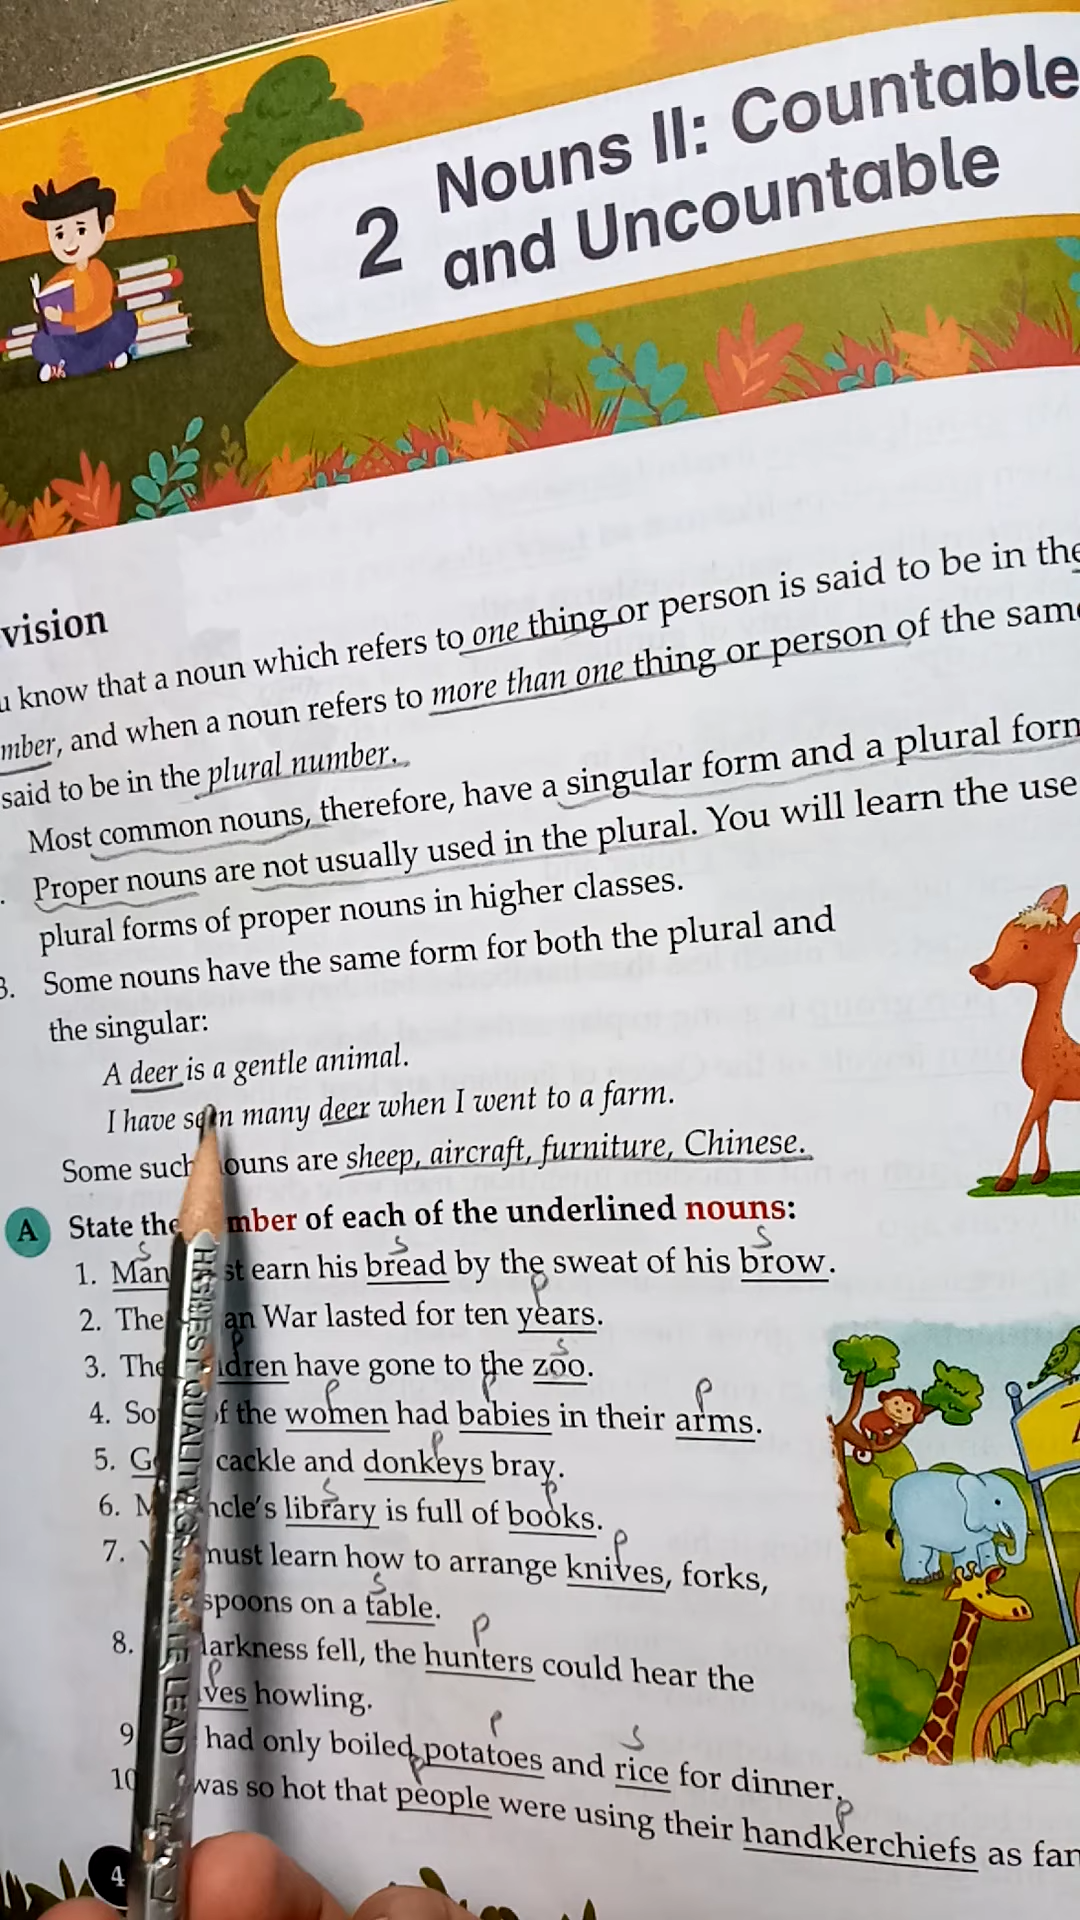 2 Nouns II: Countable
and Uncountable
vision
know that a noun which refers to one thing or person is said to be in the
mber, and when a noun refers to more than one thing or person of the same
said to be in the plural number.
Most common nouns, therefore, have a singular form and a plural form
Proper nouns are not usually used in the plural. You will learn the use
plural forms of proper nouns in higher classes.
3. Some nouns have the same form for both the plural and
the singular:
A deer is a gentle animal.
I have seen many deer when I went to a farm.
Some such nouns are sheep, aircraft, furniture, Chinese.
A State the mber of each of the underlined nouns:
s s s
1. Man st earn his bread by the sweat of his brow.
p
2. The an War lasted for ten years.
p s
3. The dren have gone to the zoo.
p p p
4. So f the women had babies in their arms.
p
5. G cackle and donkeys bray.
s p
6. M ncle's library is full of books.
p
7. must learn how to arrange knives, forks,
s
spoons on a table.
p
8. darkness fell, the hunters could hear the
p
ves howling.
p s
9 had only boiled potatoes and rice for dinner.
p p
10 was so hot that people were using their handkerchiefs as fan
4
HIGHEST QUALITY GRAPHITE LEAD